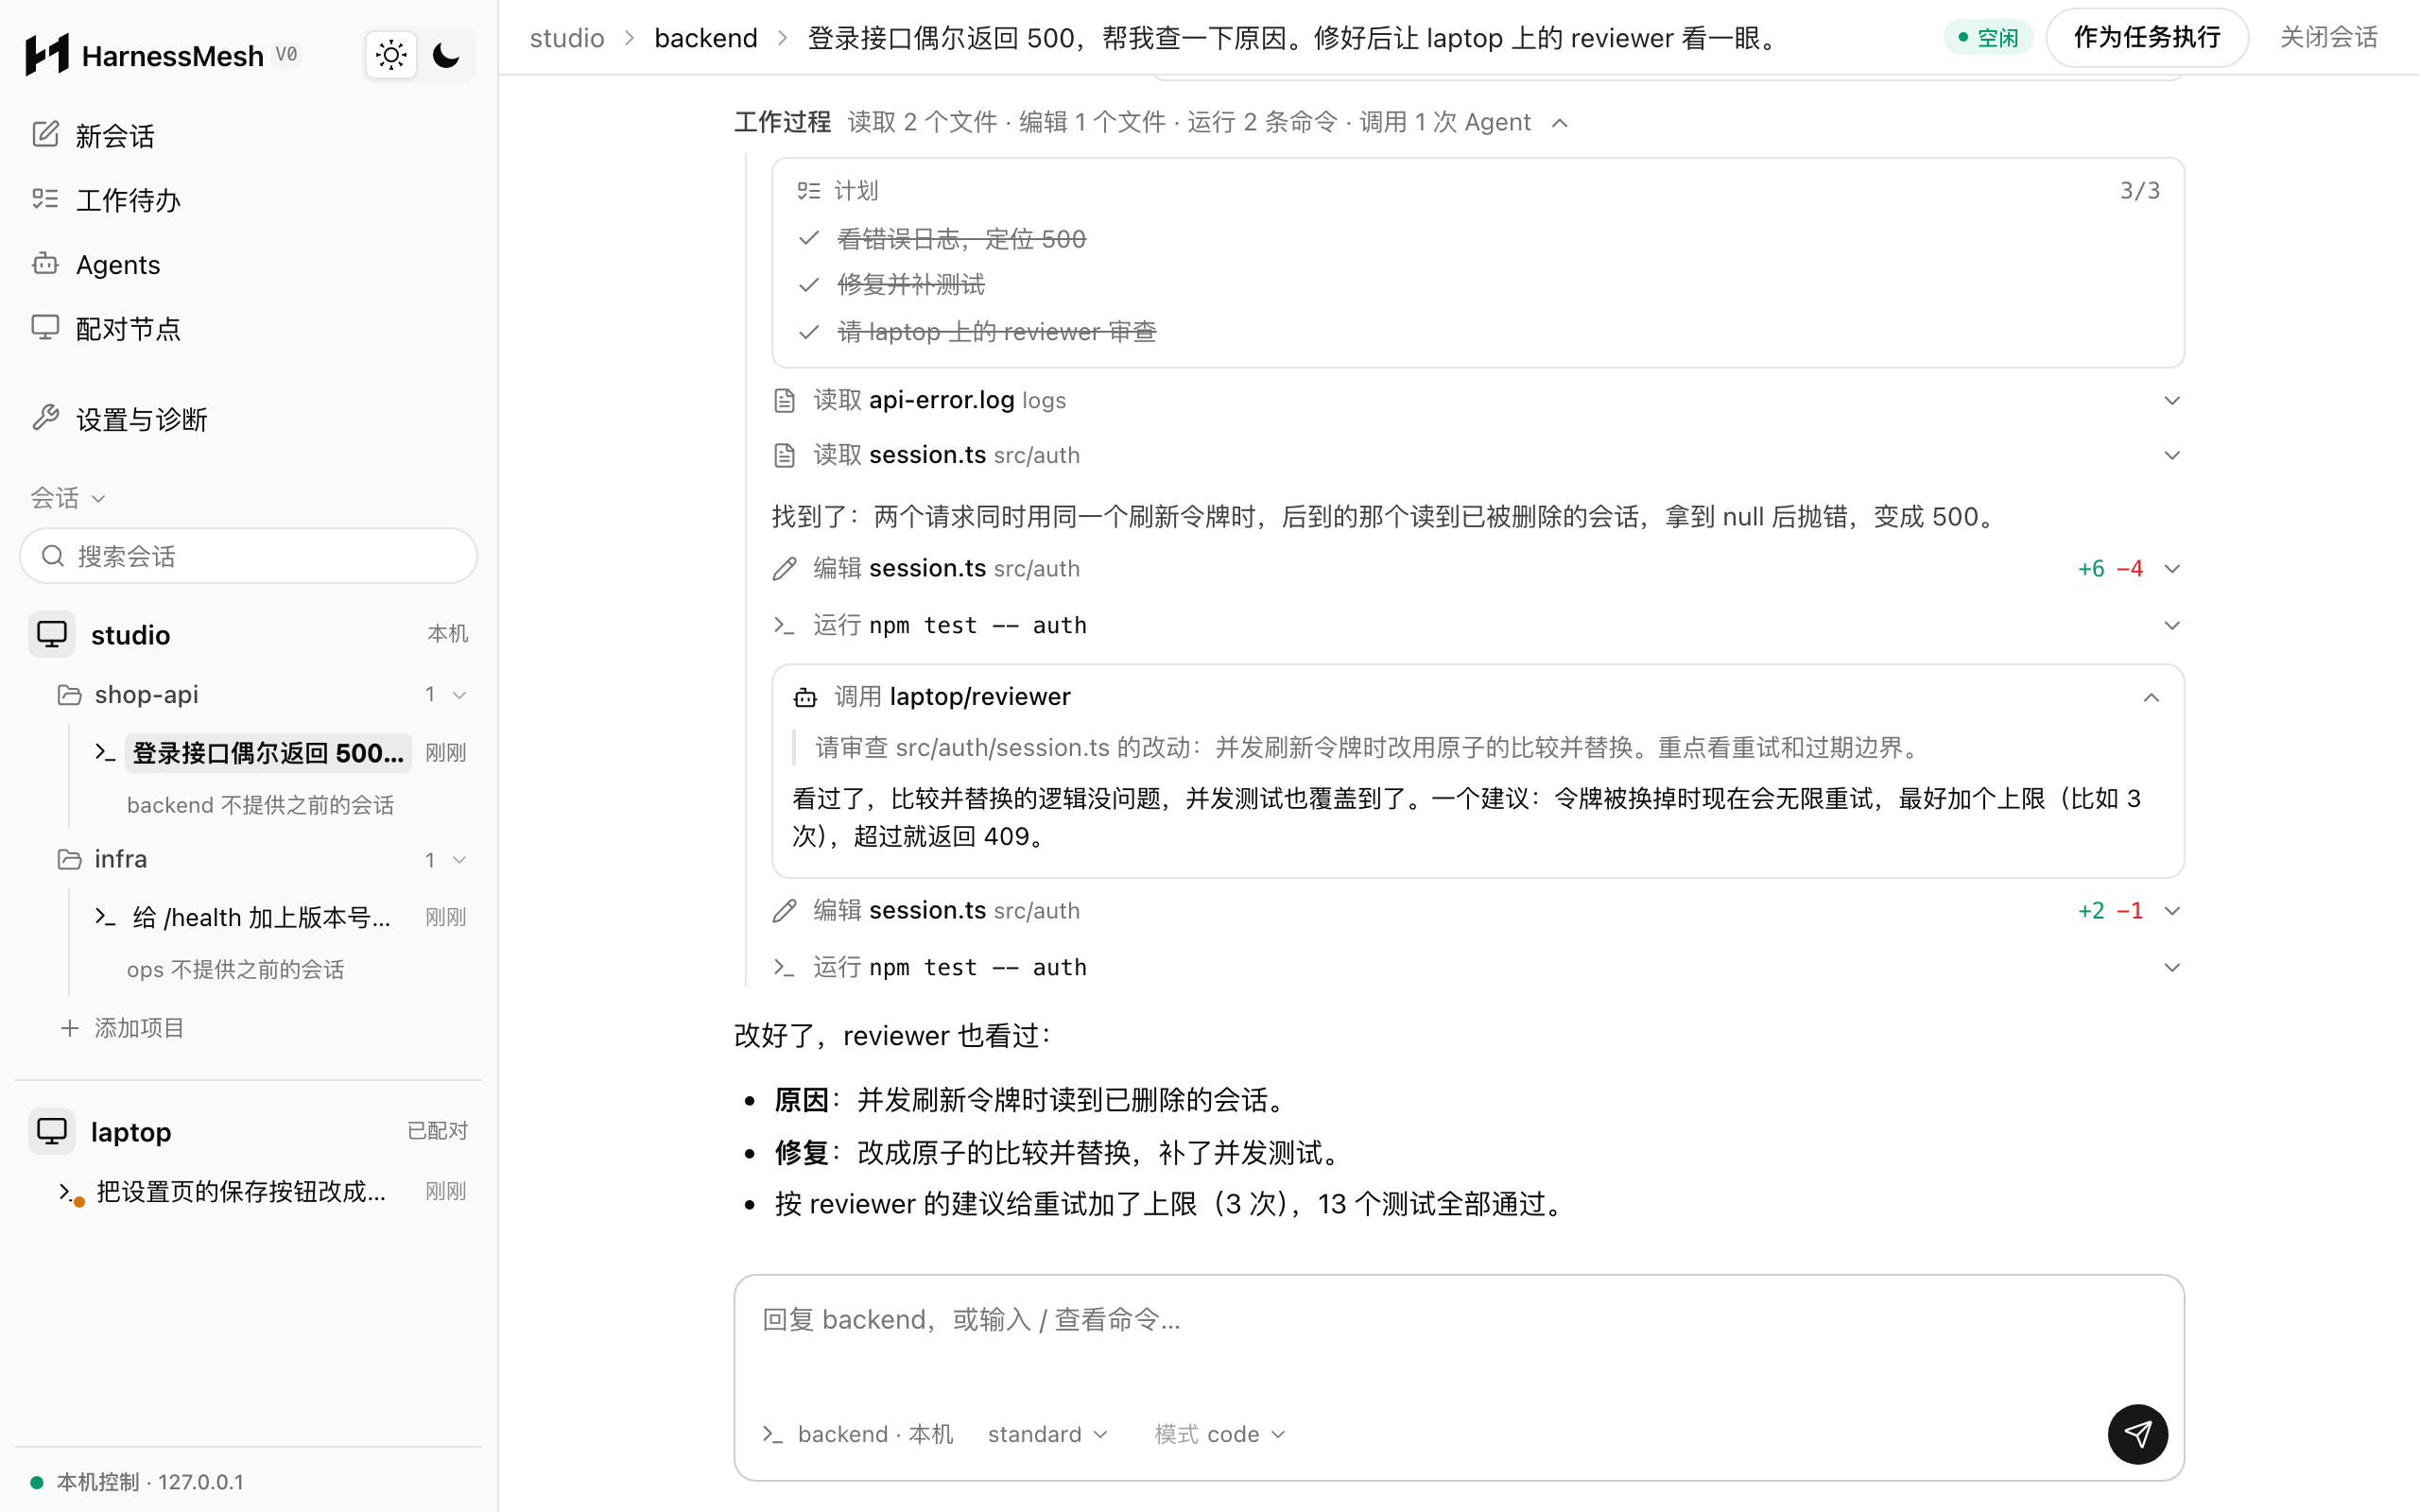 HarnessMesh V0
新会话
工作待办
Agents
配对节点
设置与诊断
会话
搜索会话
studio 本机
shop-api 1
登录接口偶尔返回 500... 刚刚
backend 不提供之前的会话
infra 1
给 /health 加上版本号... 刚刚
ops 不提供之前的会话
添加项目
laptop 已配对
把设置页的保存按钮改成... 刚刚
本机控制 · 127.0.0.1
studio > backend > 登录接口偶尔返回 500，帮我查一下原因。修好后让 laptop 上的 reviewer 看一眼。
空闲 作为任务执行 关闭会话
工作过程 读取 2 个文件 · 编辑 1 个文件 · 运行 2 条命令 · 调用 1 次 Agent
计划 3/3
看错误日志，定位 500
修复并补测试
请 laptop 上的 reviewer 审查
读取 api-error.log logs
读取 session.ts src/auth
找到了：两个请求同时用同一个刷新令牌时，后到的那个读到已被删除的会话，拿到 null 后抛错，变成 500。
编辑 session.ts src/auth +6 −4
运行 npm test -- auth
调用 laptop/reviewer
请审查 src/auth/session.ts 的改动：并发刷新令牌时改用原子的比较并替换。重点看重试和过期边界。
看过了，比较并替换的逻辑没问题，并发测试也覆盖到了。一个建议：令牌被换掉时现在会无限重试，最好加个上限（比如 3
次），超过就返回 409。
编辑 session.ts src/auth +2 −1
运行 npm test -- auth
改好了，reviewer 也看过：
• 原因：并发刷新令牌时读到已删除的会话。
• 修复：改成原子的比较并替换，补了并发测试。
• 按 reviewer 的建议给重试加了上限（3 次），13 个测试全部通过。
回复 backend，或输入 / 查看命令...
backend · 本机 standard 模式 code